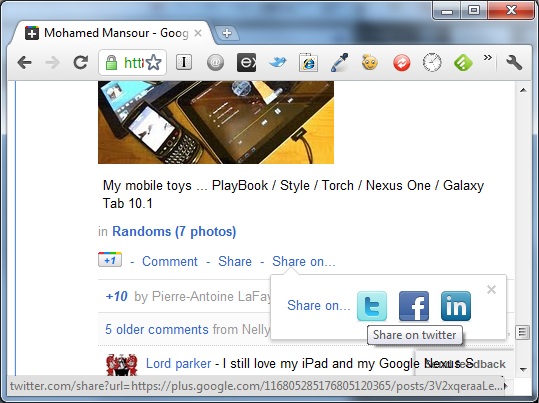 Mohamed Mansour - Goog
http
My mobile toys ... PlayBook / Style / Torch / Nexus One / Galaxy
Tab 10.1
in Randoms (7 photos)
+1 - Comment - Share - Share on...
+10 by Pierre-Antoine LaFay
Share on...
Share on twitter
5 older comments from Nelly
Lord parker - I still love my iPad and my Google Nexus S
feedback
twitter.com/share?url=https://plus.google.com/116805285176805120365/posts/3V2xqeraaLe...